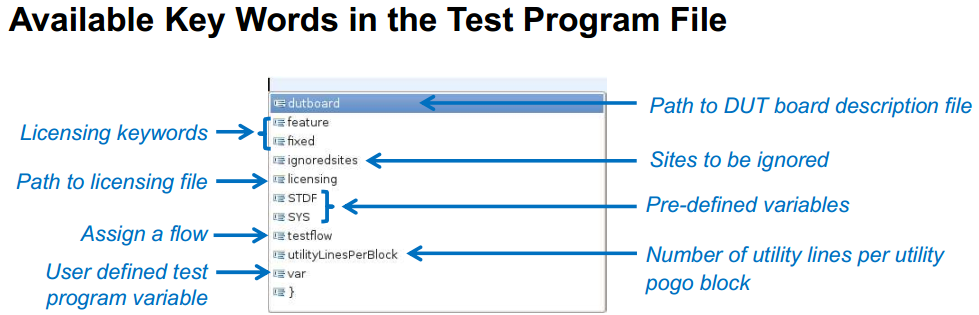 Available Key Words in the Test Program File
dutboard
feature
fixed
ignoredsites
licensing
STDF
SYS
testflow
utilityLinesPerBlock
var
}
Licensing keywords
Path to licensing file
Assign a flow
User defined test
program variable
Path to DUT board description file
Sites to be ignored
Pre-defined variables
Number of utility lines per utility
pogo block